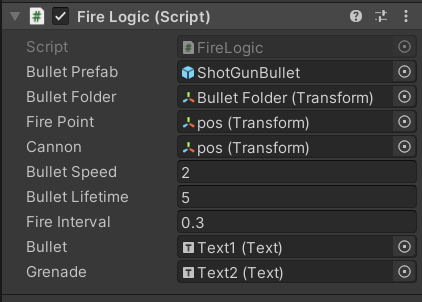 Fire Logic (Script)
Script FireLogic
Bullet Prefab ShotGunBullet
Bullet Folder Bullet Folder (Transform)
Fire Point pos (Transform)
Cannon pos (Transform)
Bullet Speed 2
Bullet Lifetime 5
Fire Interval 0.3
Bullet Text1 (Text)
Grenade Text2 (Text)